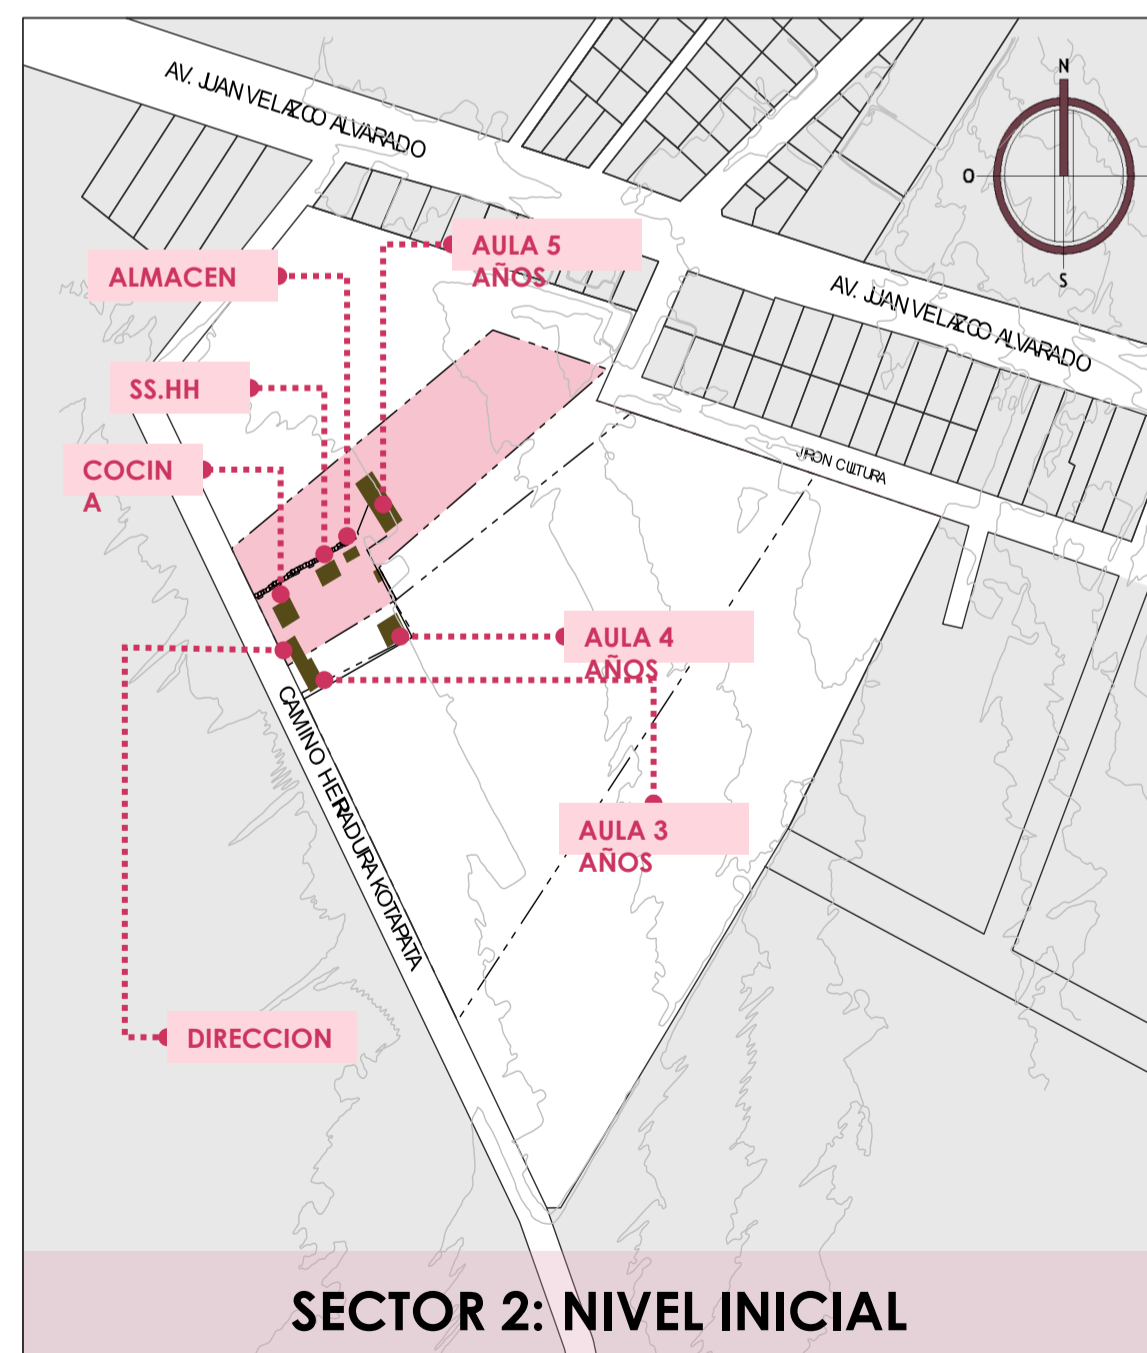 AV. JUAN VELAZCO ALVARADO
N
O
S
AULA 5
AÑOS
ALMACEN
AV. JUAN VELAZCO ALVARADO
SS.HH
COCIN
A
JIRON CULTURA
AULA 4
AÑOS
CAMINO HERADURA KOTAPATA
AULA 3
AÑOS
DIRECCION
SECTOR 2: NIVEL INICIAL